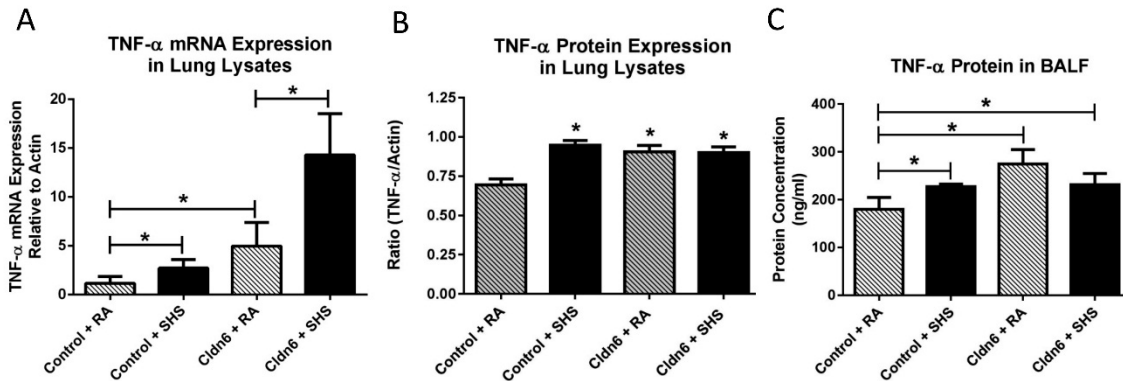 A
TNF-α mRNA Expression
in Lung Lysates
TNF-α mRNA Expression
Relative to Actin
20
15
10
5
0
*
*
*
Control + RA
Control + SHS
Cldn6 + RA
Cldn6 + SHS
B
TNF-α Protein Expression
in Lung Lysates
Ratio (TNF-α/Actin)
1.25
1.00
0.75
0.50
0.25
0.00
*
*
*
Control + RA
Control + SHS
Cldn6 + RA
Cldn6 + SHS
C
TNF-α Protein in BALF
Protein Concentration
(ng/ml)
400
300
200
100
0
*
*
*
Control + RA
Control + SHS
Cldn6 + RA
Cldn6 + SHS